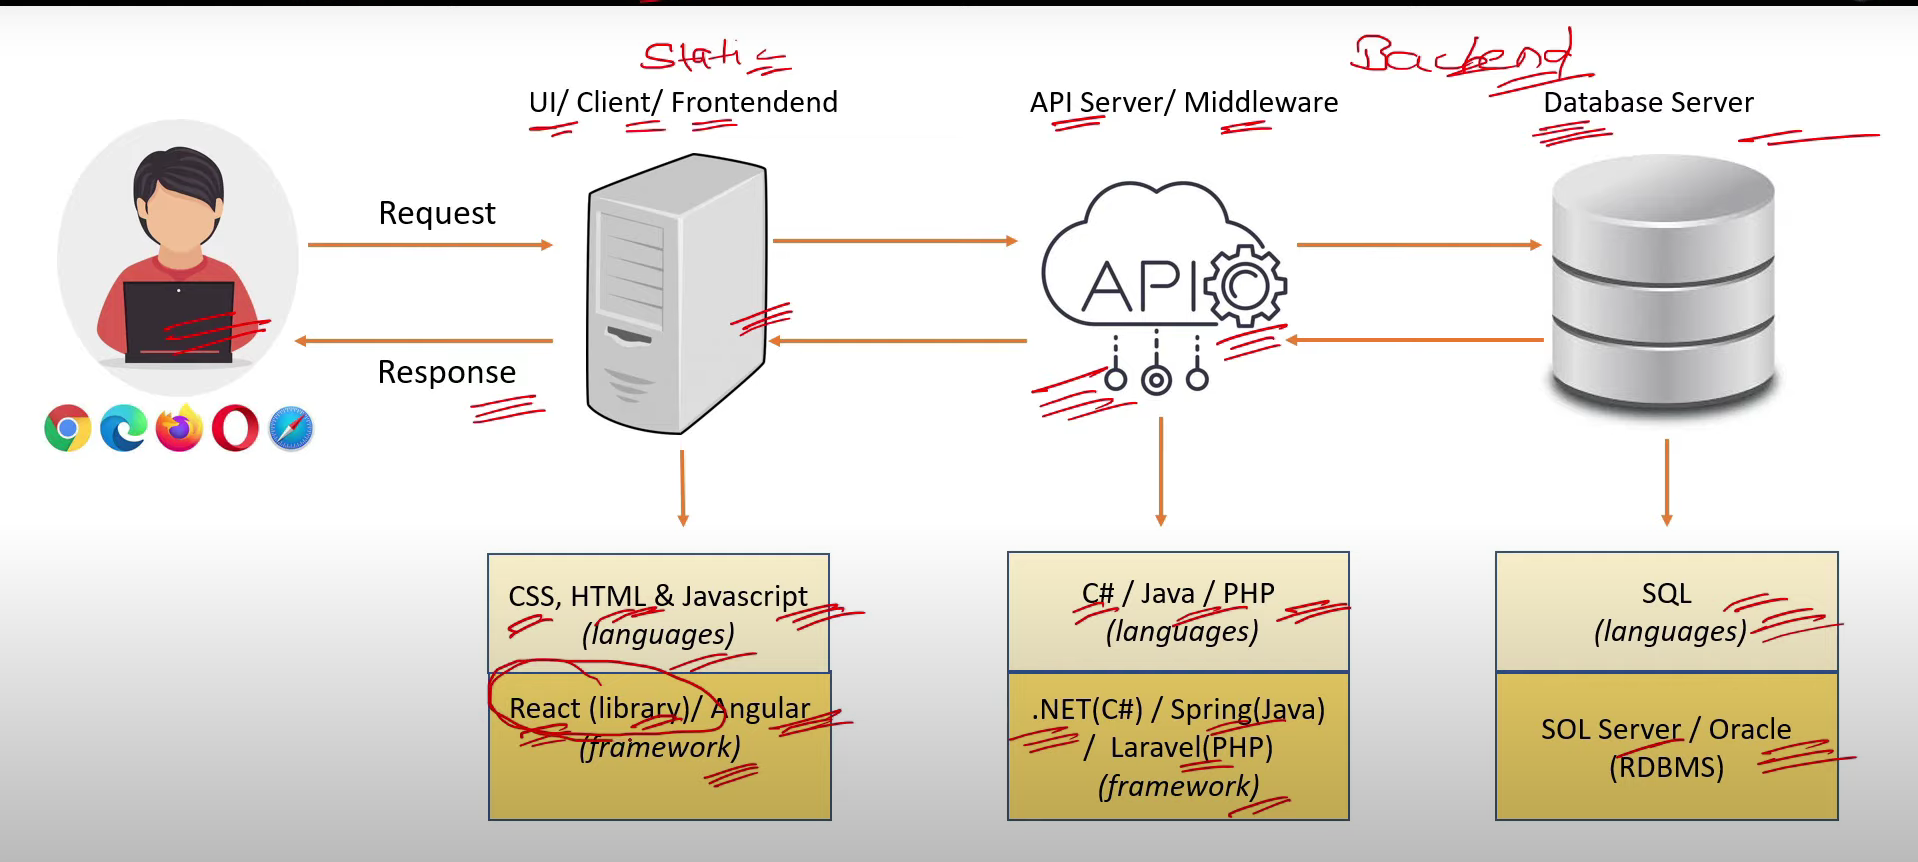 Static
Backend
UI/ Client/ Frontendend
API Server/ Middleware
Database Server
Request
Response
API
CSS, HTML & Javascript
(languages)
React (library)/ Angular
(framework)
C# / Java / PHP
(languages)
.NET(C#) / Spring(Java)
/ Laravel(PHP)
(framework)
SQL
(languages)
SOL Server / Oracle
(RDBMS)